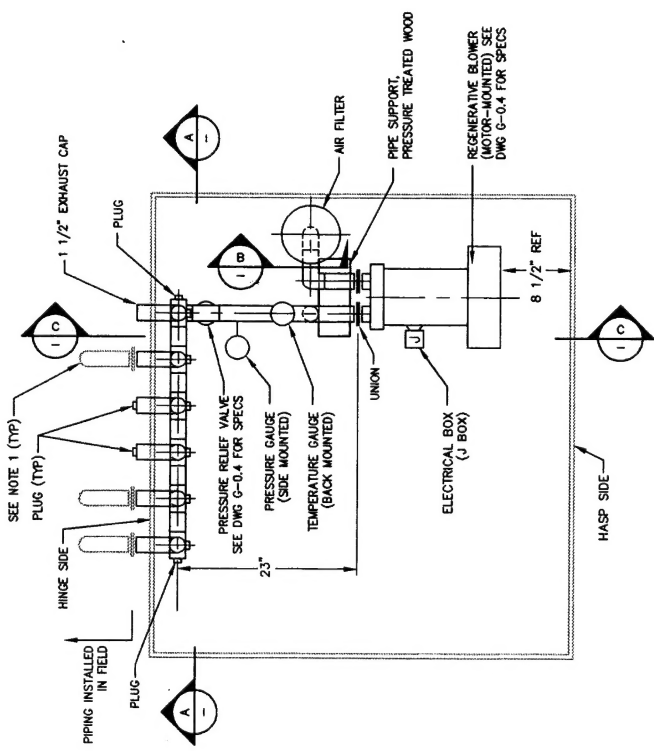 SEE NOTE 1 (TYP)
PLUG (TYP)
HINGE SIDE
PIPING INSTALLED
IN FIELD
PLUG
1 1/2" EXHAUST CAP
PLUG
A
-
C
-
B
-
AIR FILTER
PIPE SUPPORT,
PRESSURE TREATED WOOD
REGENERATIVE BLOWER
(MOTOR-MOUNTED) SEE
DWG G-0.4 FOR SPECS
8 1/2" REF
PRESSURE RELIEF VALVE
SEE DWG G-0.4 FOR SPECS
PRESSURE GAUGE
(SIDE MOUNTED)
TEMPERATURE GAUGE
(BACK MOUNTED)
UNION
23"
J
ELECTRICAL BOX
(J BOX)
HASP SIDE
A
-
C
-